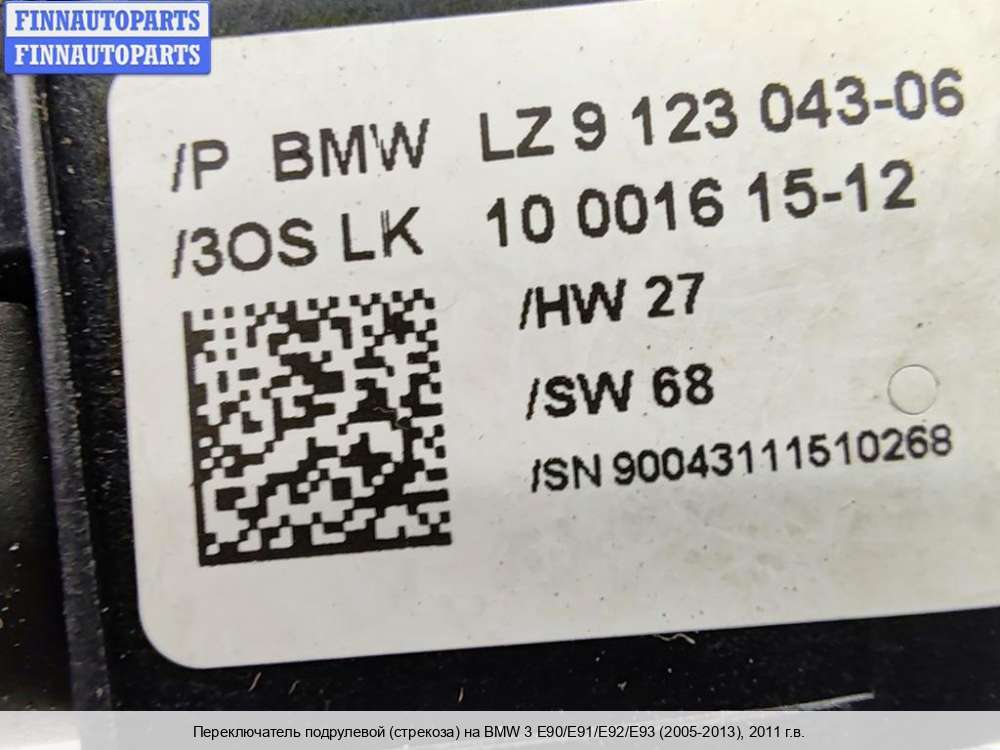 FINNAUTOPARTS
FINNAUTOPARTS
/P BMW LZ 9 123 043-06
/3OS LK 10 0016 15-12
/HW 27
/SW 68
/SN 90043111510268
Переключатель подрулевой (стрекоза) на BMW 3 E90/E91/E92/E93 (2005-2013), 2011 г.в.